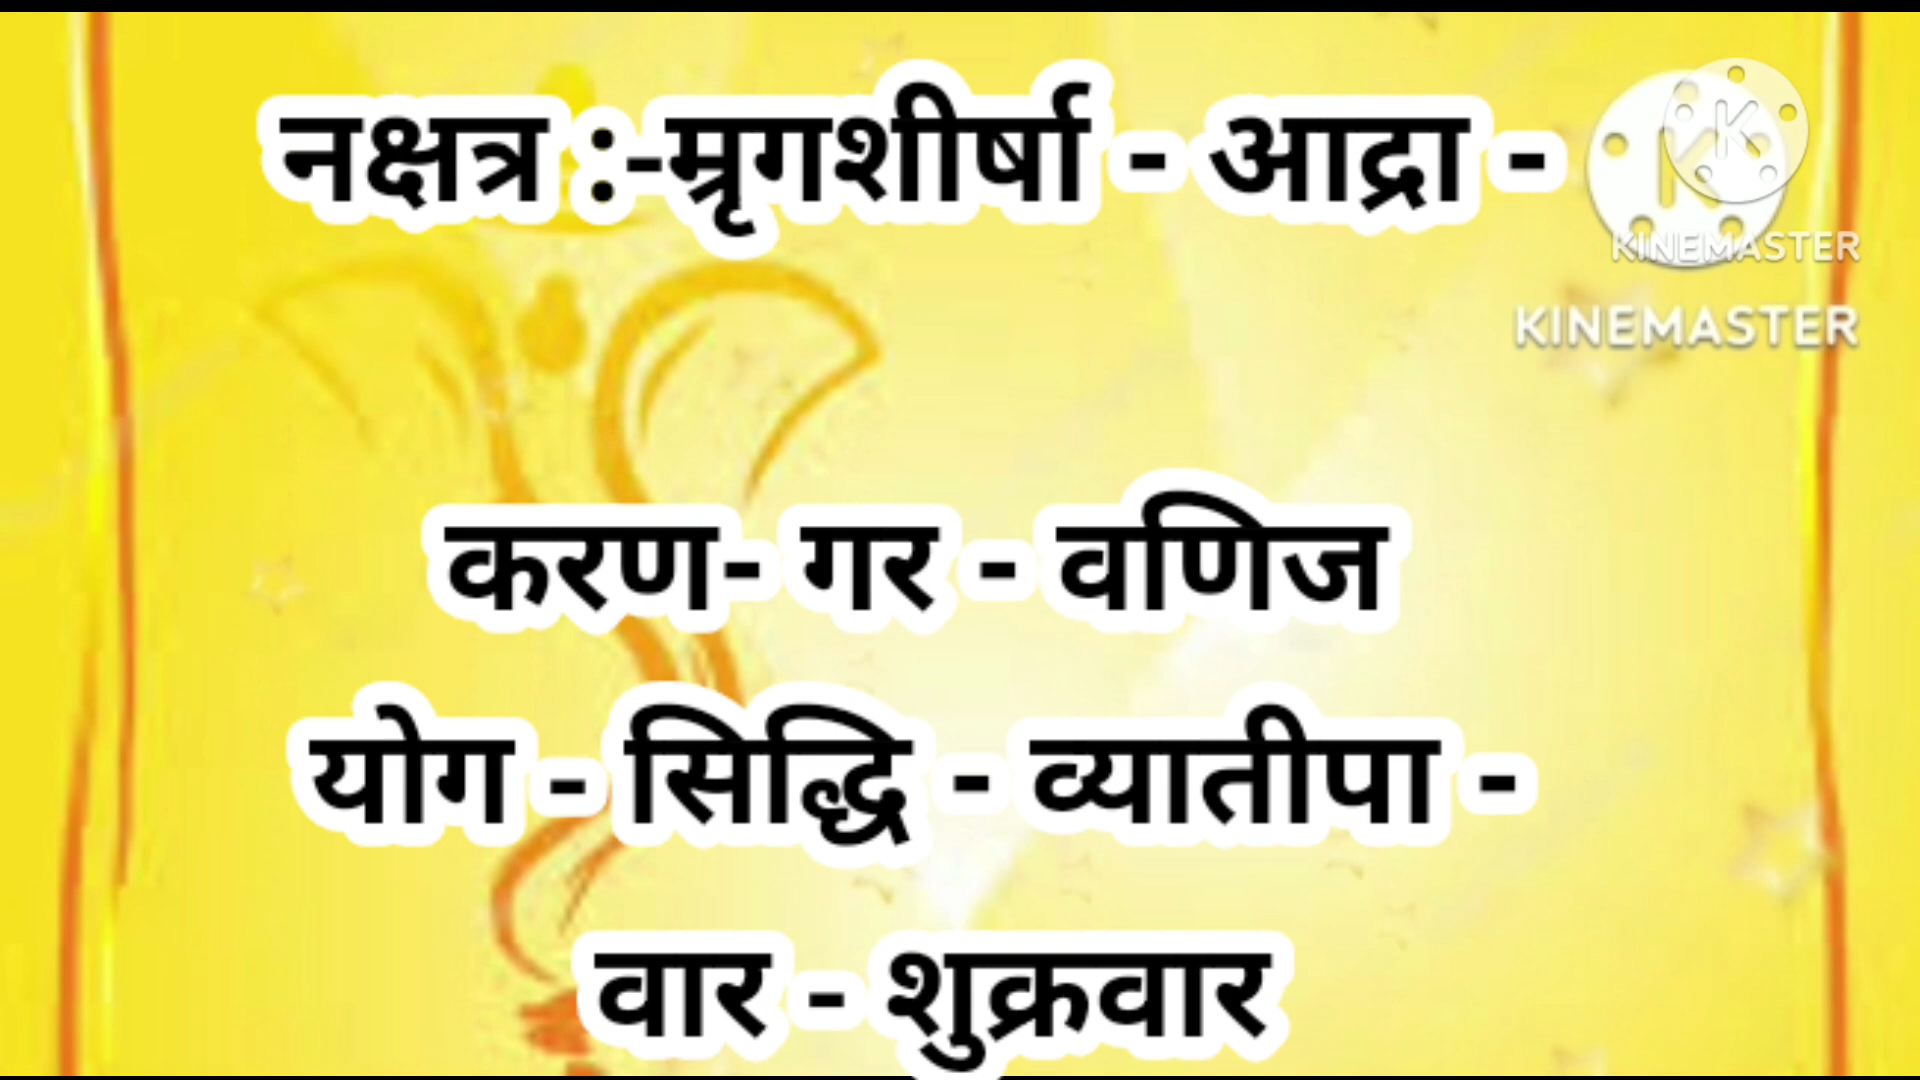 नक्षत्र :-म्रृगशीर्षा - आद्रा -
KINEMASTER
KINEMASTER
करण- गर - वणिज
योग - सिद्धि - व्यातीपा -
वार - शुक्रवार